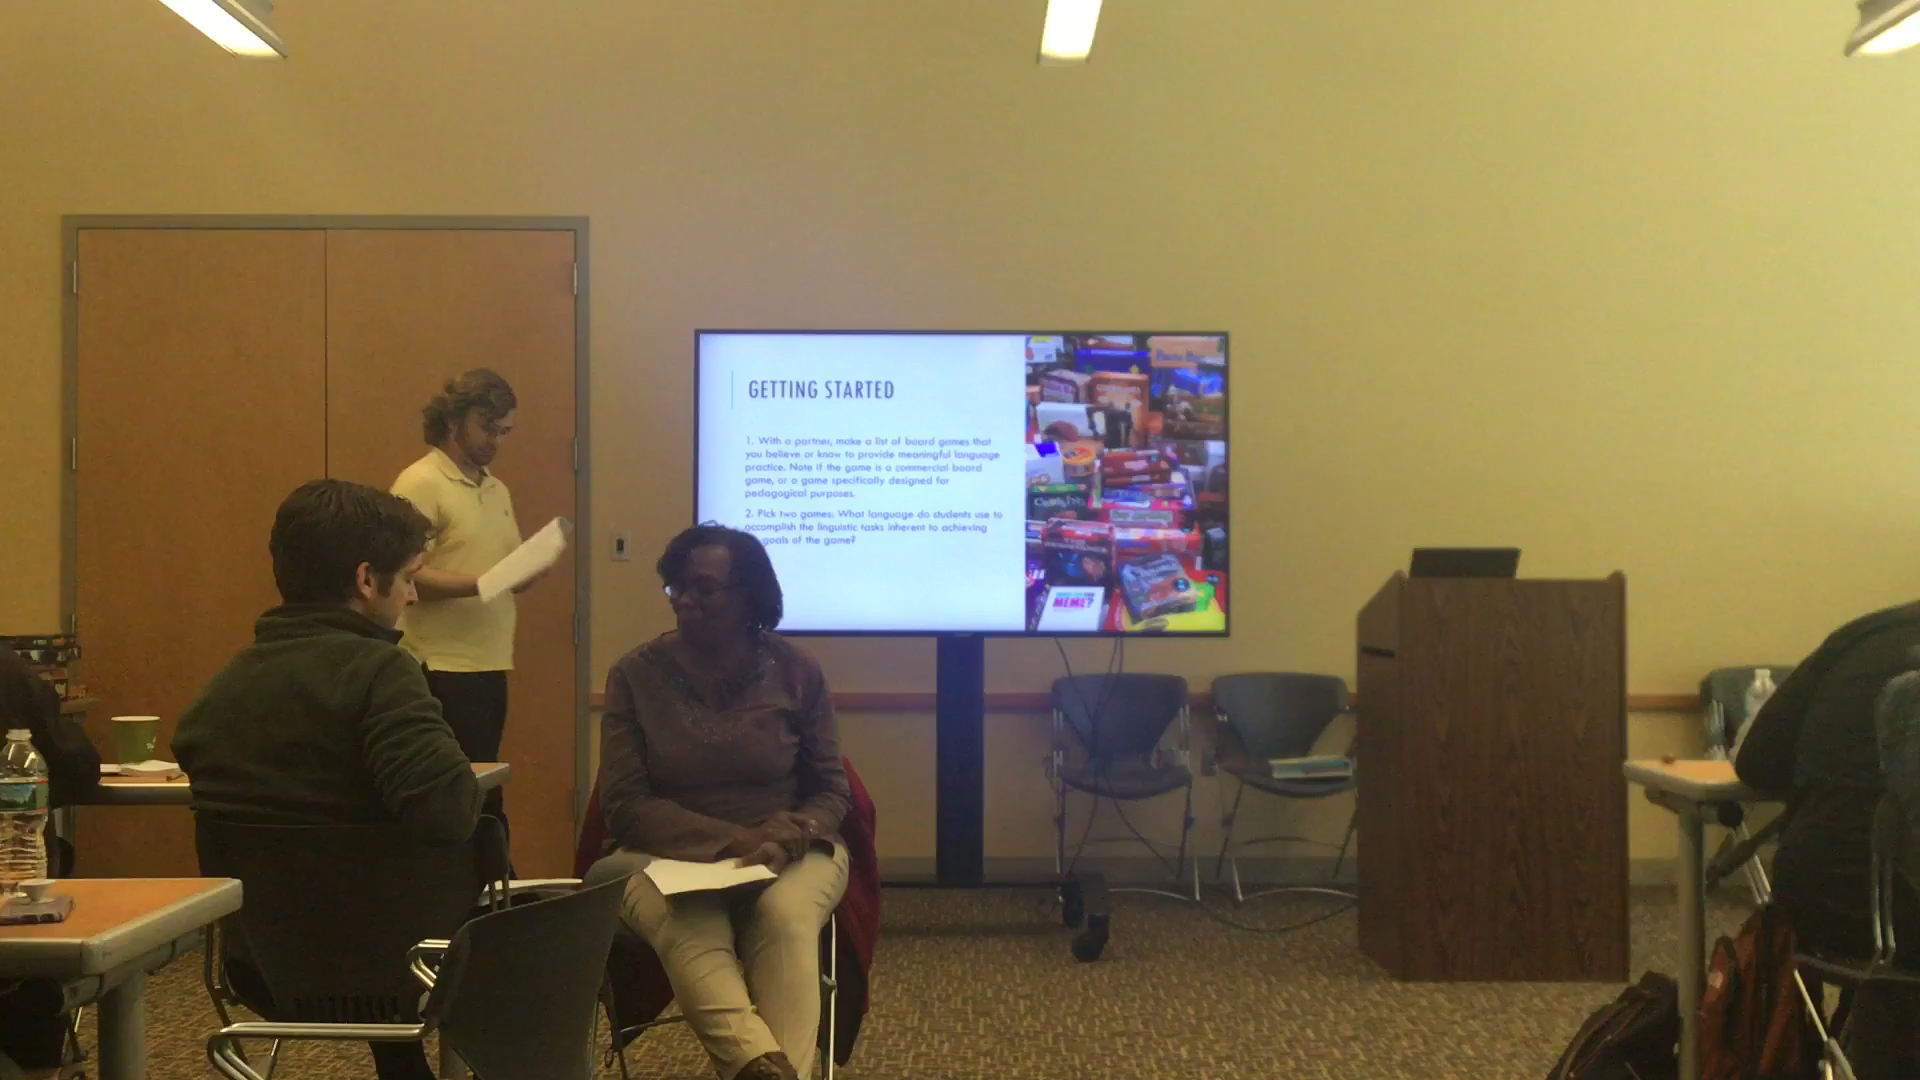 GETTING STARTED
1. With a partner, make a list of board games that
you believe or know to provide meaningful language
practice. Note if the game is a commercial board
game, or a game specifically designed for
pedagogical purposes.
2. Pick two games: What language do students use to
accomplish the linguistic tasks inherent to achieving
goals of the game?
MEME?